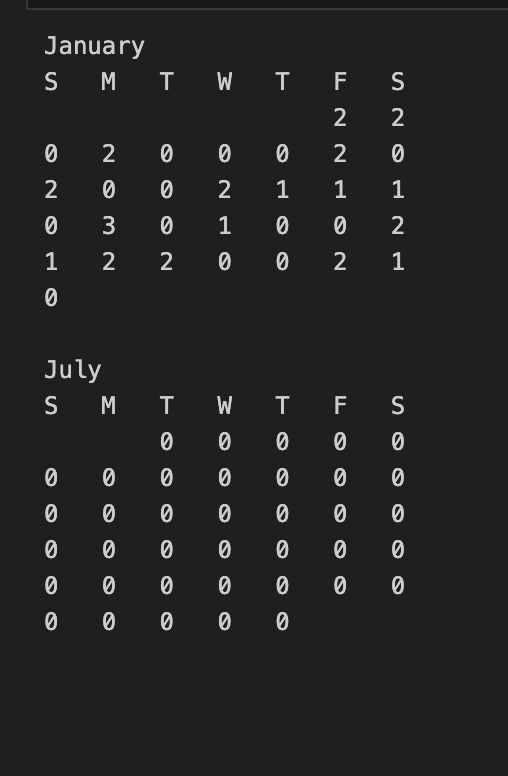 January
S M T W T F S
2 2
0 2 0 0 0 2 0
2 0 0 2 1 1 1
0 3 0 1 0 0 2
1 2 2 0 0 2 1
0
July
S M T W T F S
0 0 0 0 0
0 0 0 0 0 0 0
0 0 0 0 0 0 0
0 0 0 0 0 0 0
0 0 0 0 0 0 0
0 0 0 0 0